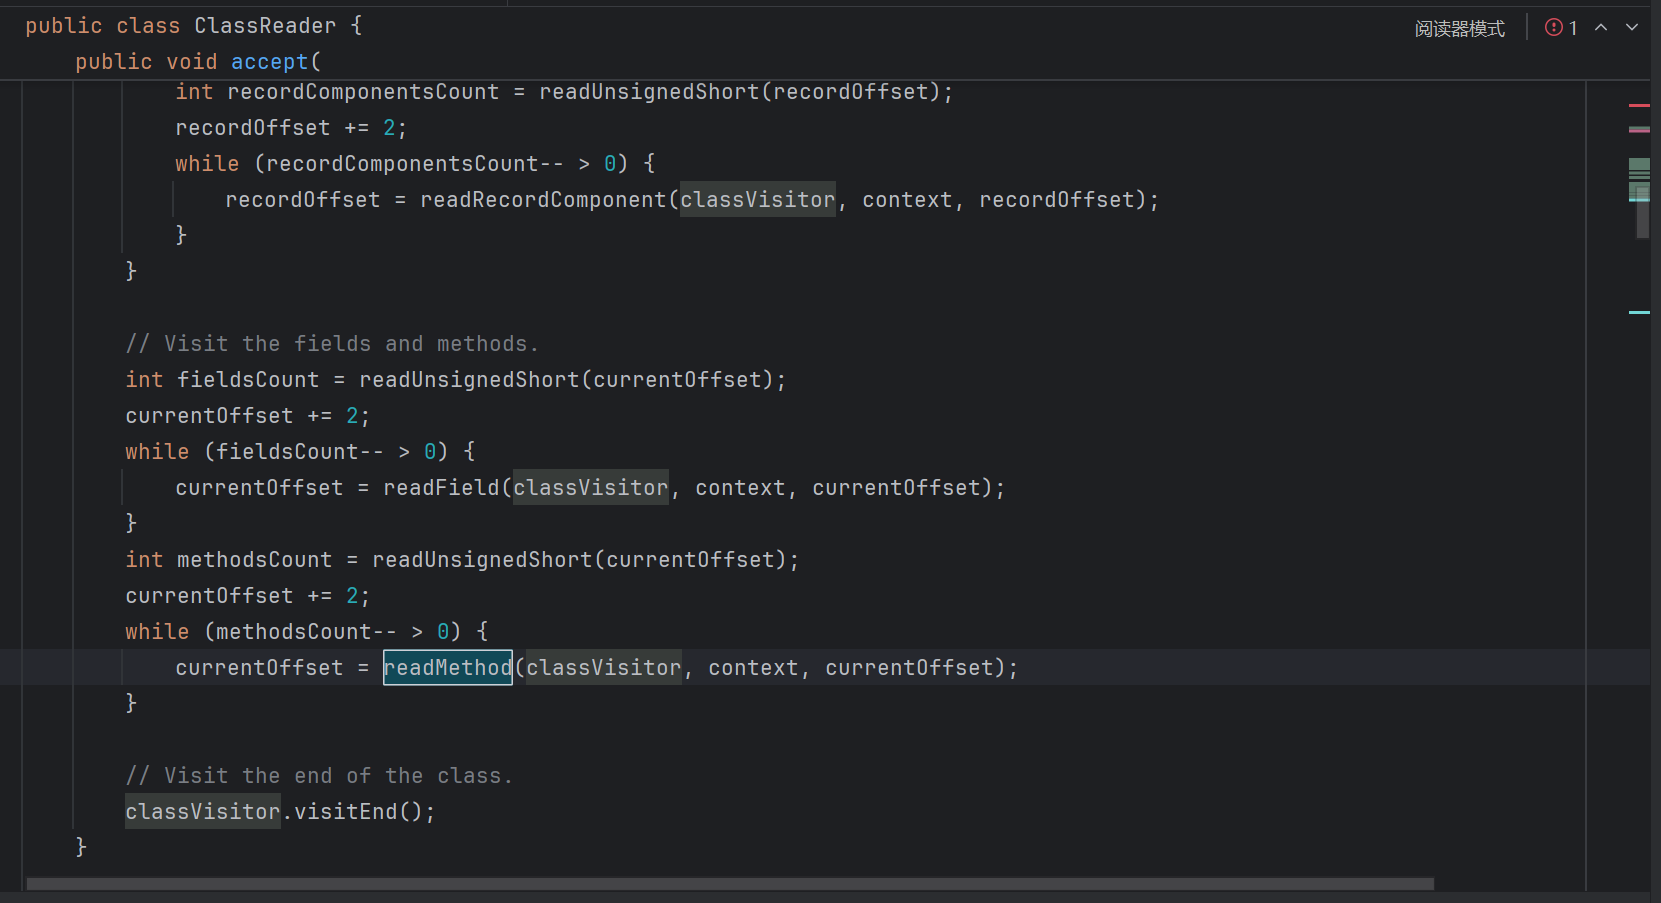 public class ClassReader {
阅读器模式 1
public void accept(
int recordComponentsCount = readUnsignedShort(recordOffset);
recordOffset += 2;
while (recordComponentsCount-- > 0) {
recordOffset = readRecordComponent(classVisitor, context, recordOffset);
}
}
// Visit the fields and methods.
int fieldsCount = readUnsignedShort(currentOffset);
currentOffset += 2;
while (fieldsCount-- > 0) {
currentOffset = readField(classVisitor, context, currentOffset);
}
int methodsCount = readUnsignedShort(currentOffset);
currentOffset += 2;
while (methodsCount-- > 0) {
currentOffset = readMethod(classVisitor, context, currentOffset);
}
// Visit the end of the class.
classVisitor.visitEnd();
}